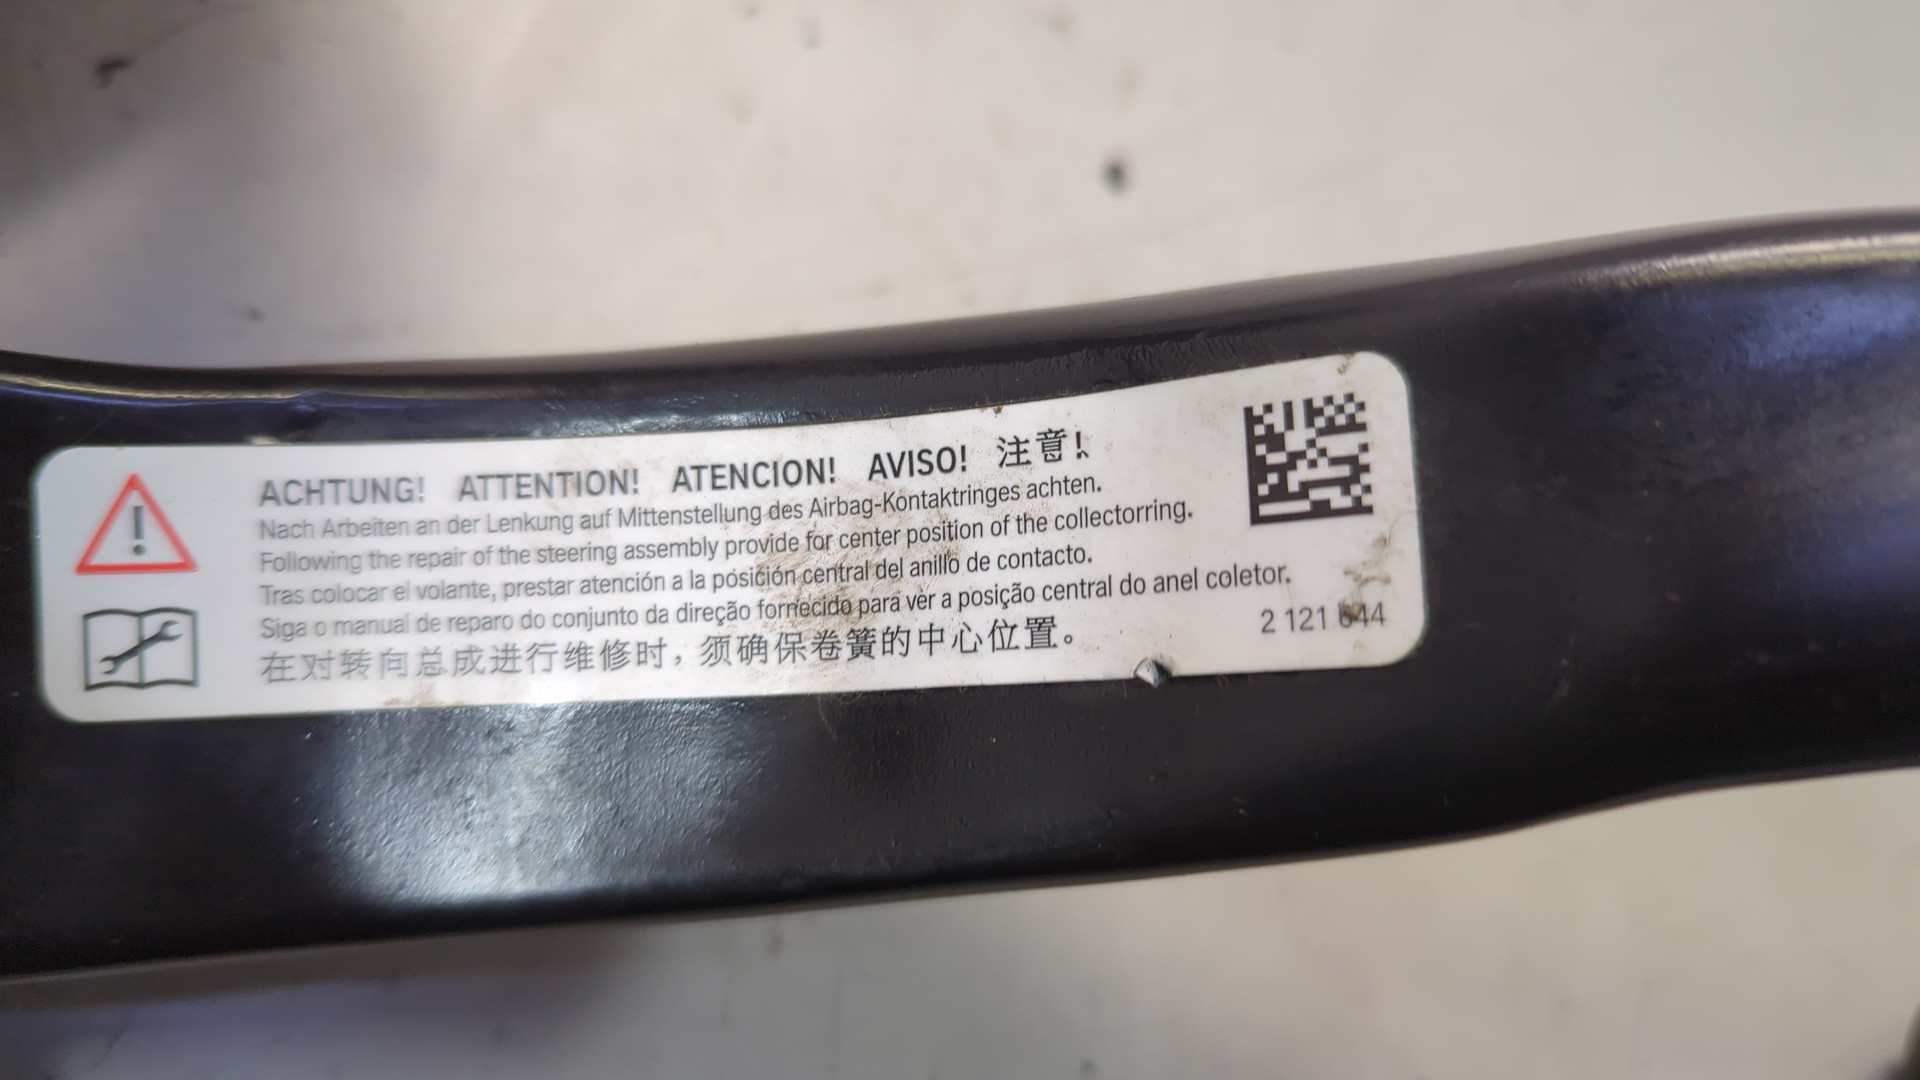 ACHTUNG! ATTENTION! ATENCION! AVISO! 注意!
Nach Arbeiten an der Lenkung auf Mittenstellung des Airbag-Kontaktringes achten.
Following the repair of the steering assembly provide for center position of the collectorring.
Tras colocar el volante, prestar atención a la posición central del anillo de contacto.
Siga o manual de reparo do conjunto da direção fornecido para ver a posição central do anel coletor.
在对转向总成进行维修时，须确保卷簧的中心位置。
2 121